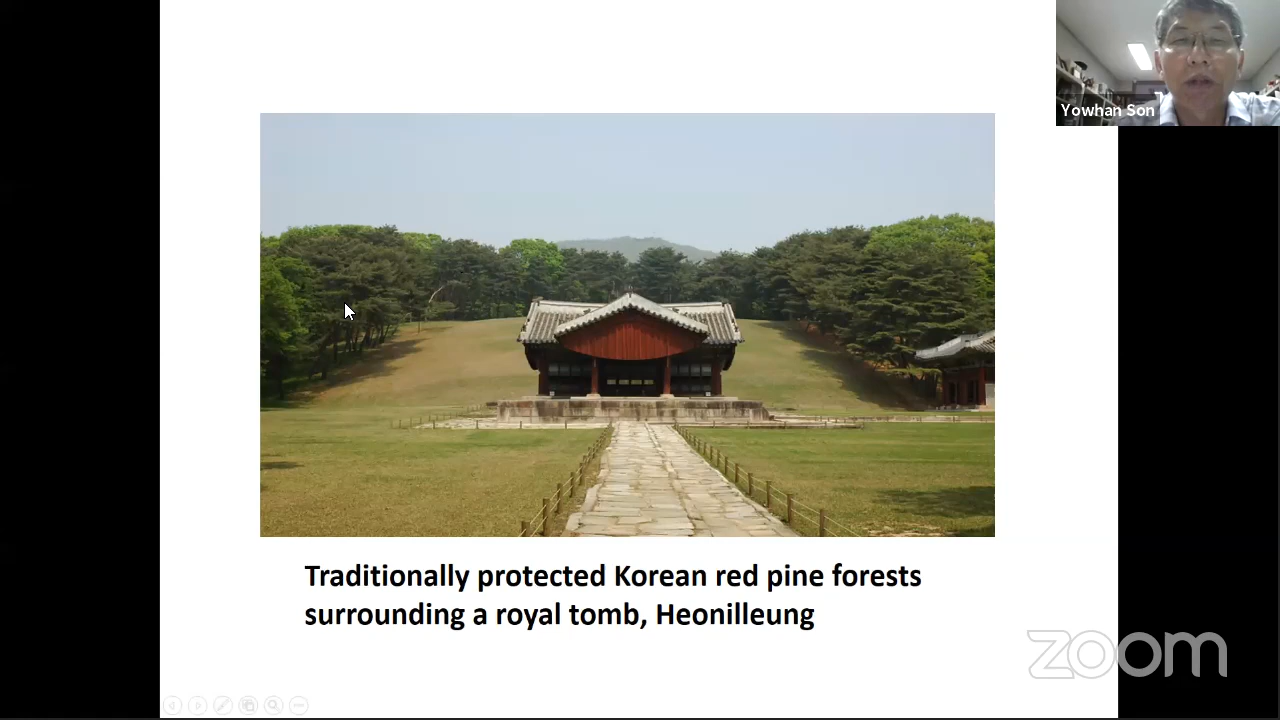 Yowhan Son
Traditionally protected Korean red pine forests
surrounding a royal tomb, Heonilleung
zoom